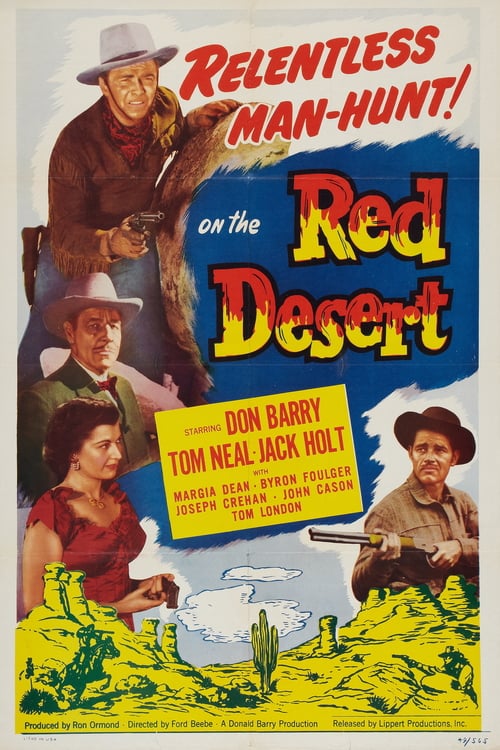 RELENTLESS
MAN-HUNT!
on the
Red
Desert
STARRING DON BARRY
TOM NEAL · JACK HOLT
WITH
MARGIA DEAN · BYRON FOULGER
JOSEPH CREHAN · JOHN CASON
TOM LONDON
Produced by Ron Ormond · Directed by Ford Beebe · A Donald Barry Production Released by Lippert Productions, Inc.
LITHO IN U.S.A.
49/565